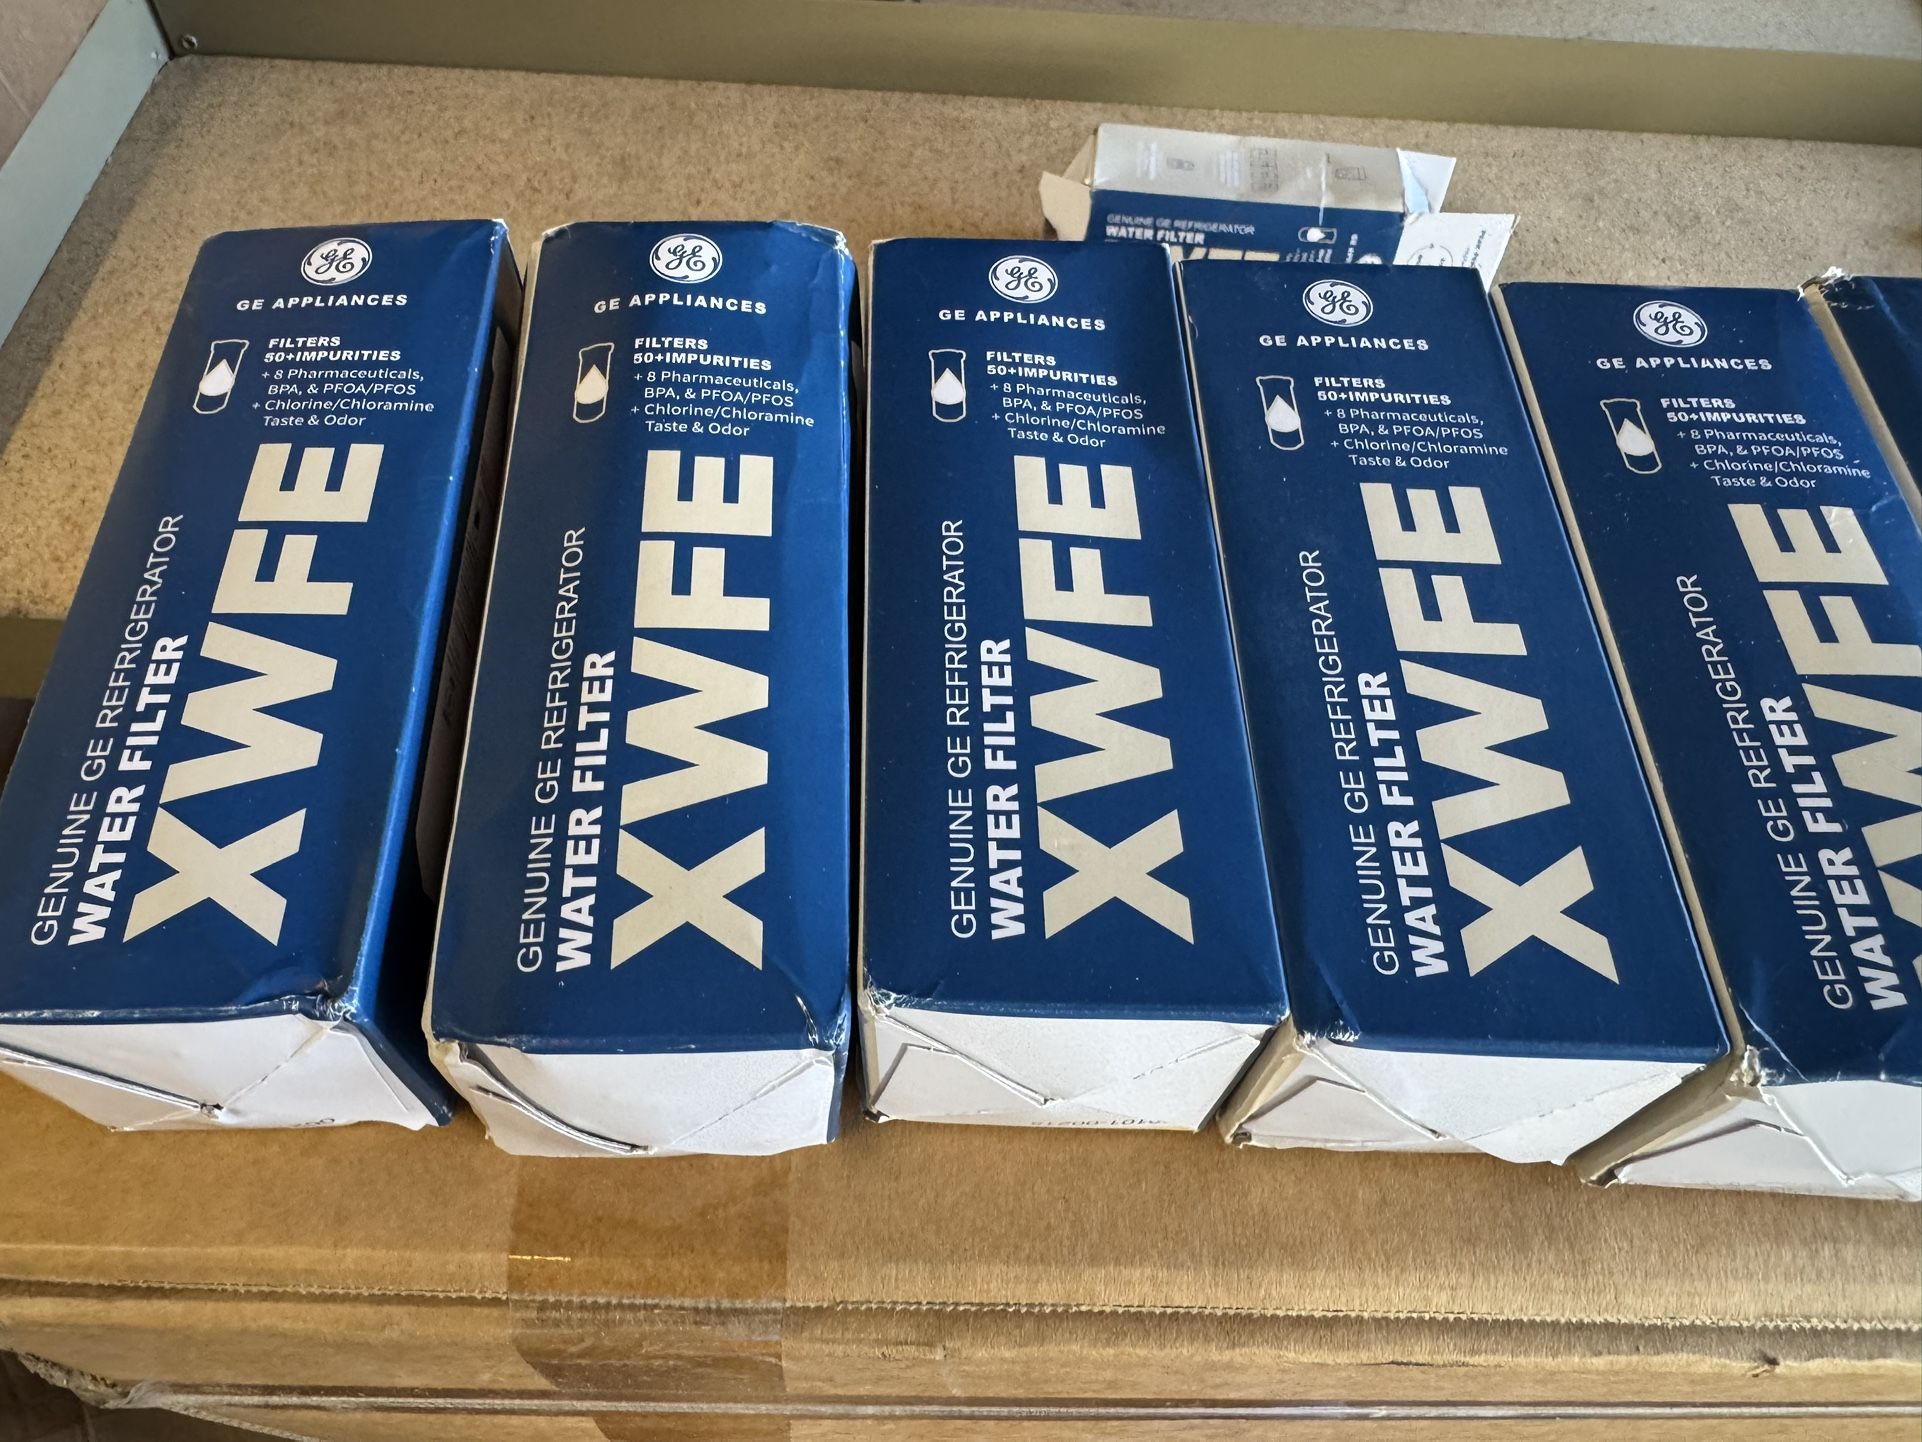 GE
GE APPLIANCES
FILTERS
50+IMPURITIES
+ 8 Pharmaceuticals,
BPA, & PFOA/PFOS
+ Chlorine/Chloramine
Taste & Odor
GENUINE GE REFRIGERATOR
WATER FILTER
XWFE
GE
GE APPLIANCES
FILTERS
50+IMPURITIES
+ 8 Pharmaceuticals,
BPA, & PFOA/PFOS
+ Chlorine/Chloramine
Taste & Odor
GENUINE GE REFRIGERATOR
WATER FILTER
XWFE
GE
GE APPLIANCES
FILTERS
50+IMPURITIES
+ 8 Pharmaceuticals,
BPA, & PFOA/PFOS
+ Chlorine/Chloramine
Taste & Odor
GENUINE GE REFRIGERATOR
WATER FILTER
XWFE
GE
GE APPLIANCES
FILTERS
50+IMPURITIES
+ 8 Pharmaceuticals,
BPA, & PFOA/PFOS
+ Chlorine/Chloramine
Taste & Odor
GENUINE GE REFRIGERATOR
WATER FILTER
XWFE
GE
GE APPLIANCES
FILTERS
50+IMPURITIES
+ 8 Pharmaceuticals,
BPA, & PFOA/PFOS
+ Chlorine/Chloramine
Taste & Odor
GENUINE GE REFRIGERATOR
WATER FILTER
XWFE
GENUINE GE REFRIGERATOR
WATER FILTER